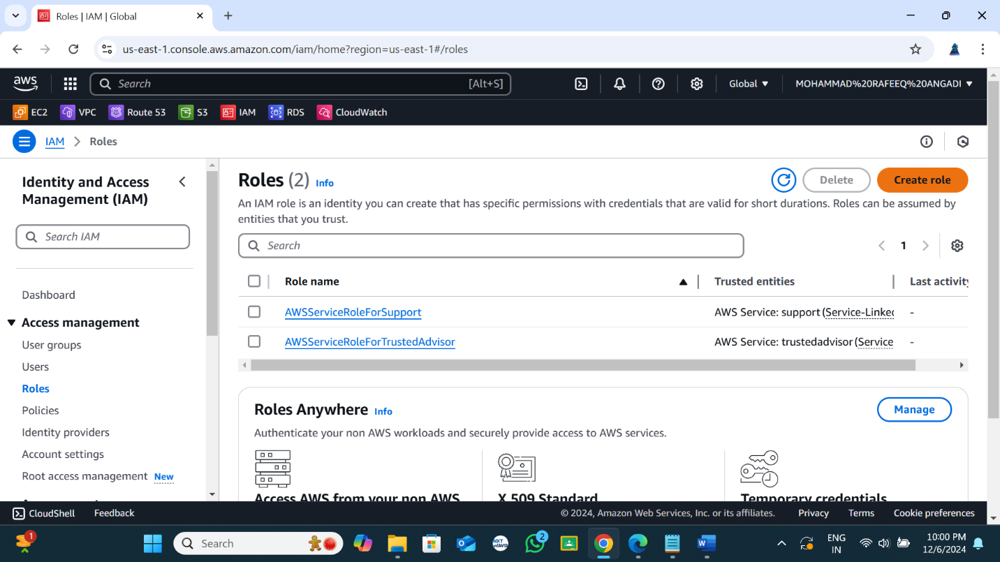 Roles | IAM | Global
us-east-1.console.aws.amazon.com/iam/home?region=us-east-1#/roles
aws
Search
[Alt+S]
Global
MOHAMMAD%20RAFEEQ%20ANGADI
EC2
VPC
Route 53
S3
IAM
RDS
CloudWatch
IAM
Roles
Identity and Access
Management (IAM)
Search IAM
Dashboard
Access management
User groups
Users
Roles
Policies
Identity providers
Account settings
Root access management New
Roles (2) Info
Delete
Create role
An IAM role is an identity you can create that has specific permissions with credentials that are valid for short durations. Roles can be assumed by
entities that you trust.
Search
1
Role name
Trusted entities
Last activity
AWSServiceRoleForSupport
AWS Service: support (Service-Linked
-
AWSServiceRoleForTrustedAdvisor
AWS Service: trustedadvisor (Service
-
Roles Anywhere Info
Manage
Authenticate your non AWS workloads and securely provide access to AWS services.
Access AWS from your non AWS
X.509 Standard
Temporary credentials
CloudShell
Feedback
© 2024, Amazon Web Services, Inc. or its affiliates.
Privacy
Terms
Cookie preferences
1
Search
NXT
WAVE
2
ENG
IN
10:00 PM
12/6/2024